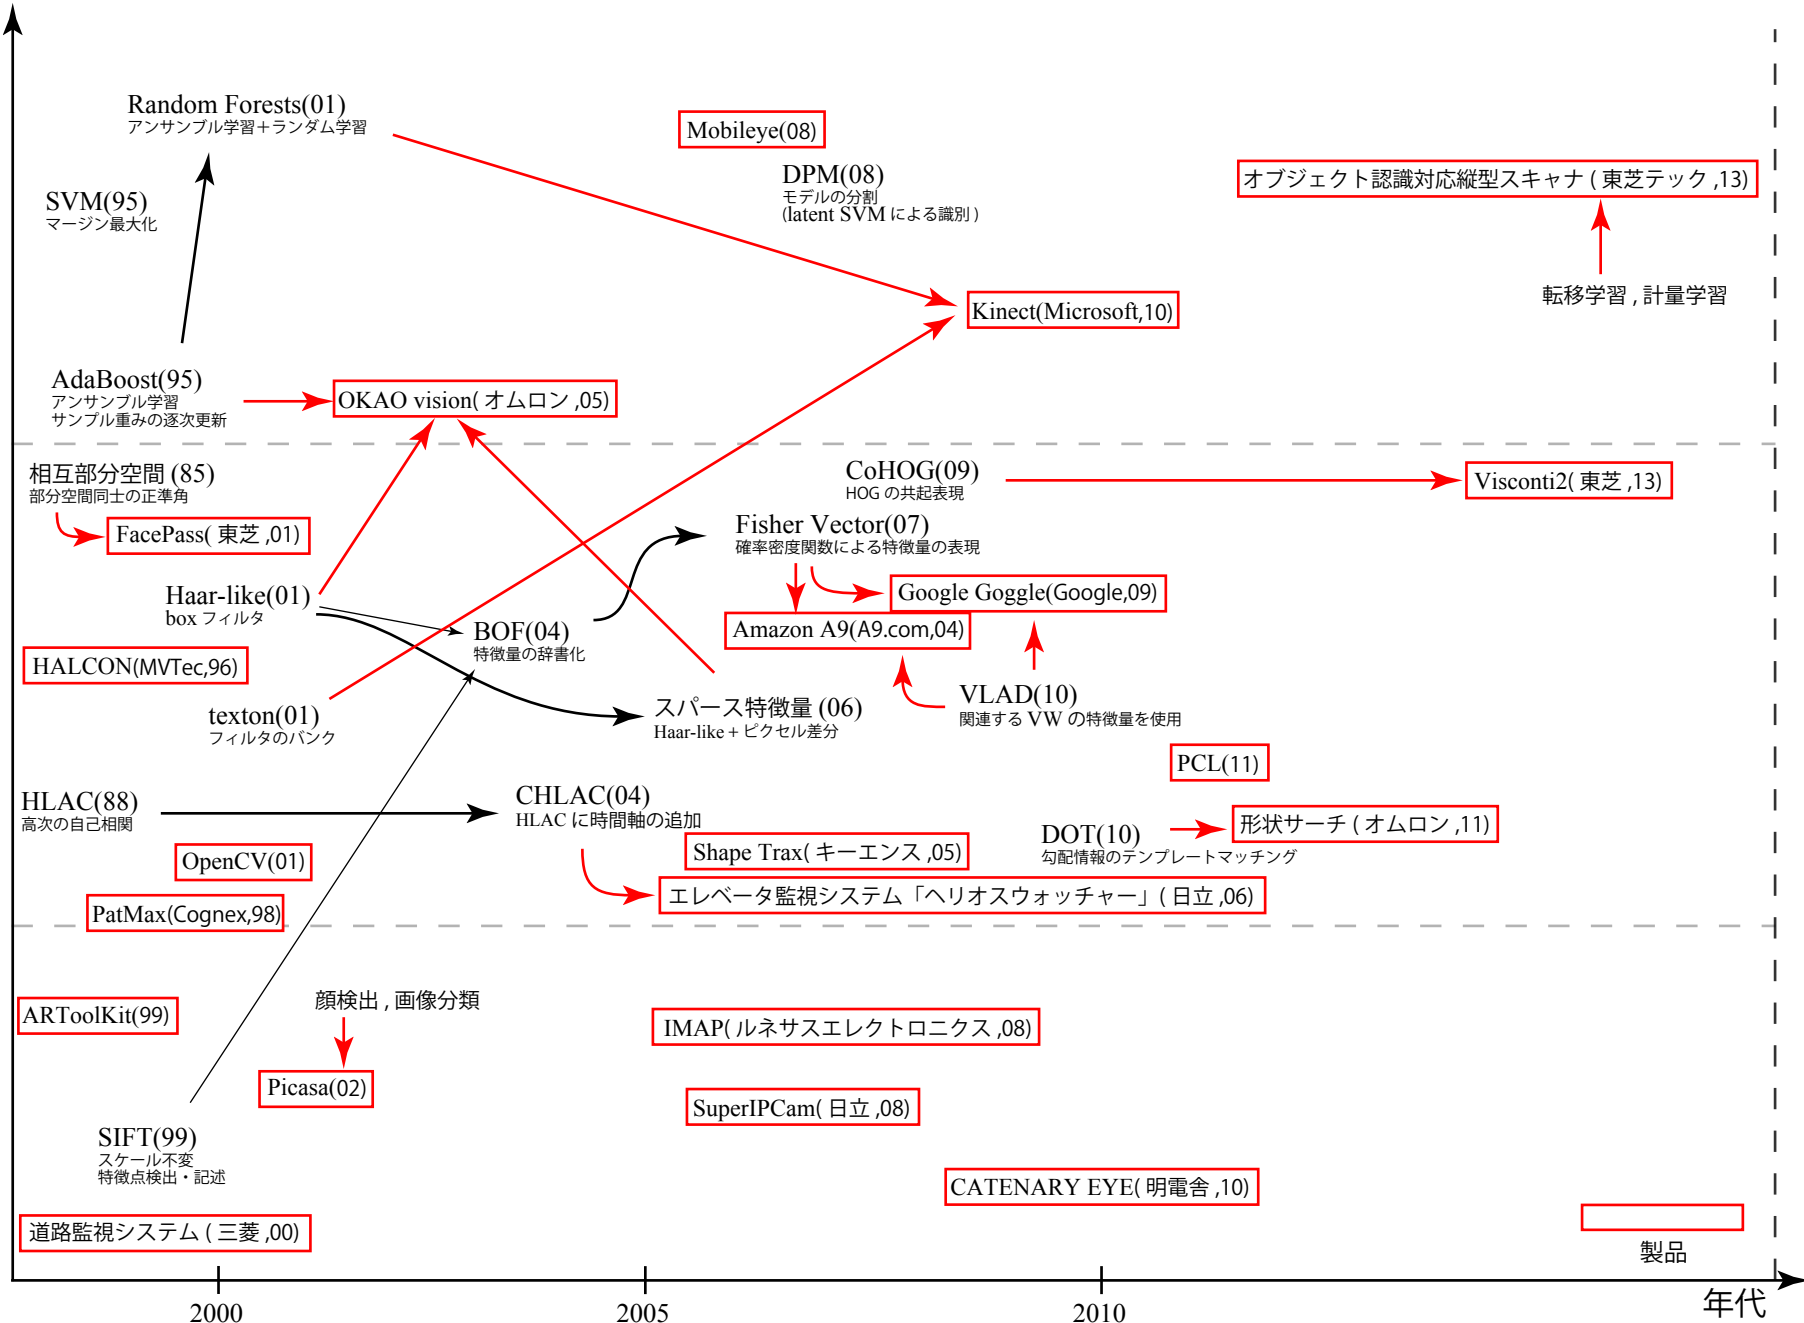 Random Forests(01)
アンサンブル学習＋ランダム学習
Mobileye(08)
DPM(08)
モデルの分割
(latent SVM による識別 )
オブジェクト認識対応縦型スキャナ ( 東芝テック ,13)
SVM(95)
マージン最大化
転移学習 , 計量学習
Kinect(Microsoft,10)
AdaBoost(95)
アンサンブル学習
サンプル重みの逐次更新
OKAO vision( オムロン ,05)
相互部分空間 (85)
部分空間同士の正準角
FacePass( 東芝 ,01)
CoHOG(09)
HOG の共起表現
Visconti2( 東芝 ,13)
Fisher Vector(07)
確率密度関数による特徴量の表現
Haar-like(01)
box フィルタ
Google Goggle(Google,09)
BOF(04)
特徴量の辞書化
Amazon A9(A9.com,04)
HALCON(MVTec,96)
texton(01)
フィルタのバンク
スパース特徴量 (06)
Haar-like + ピクセル差分
VLAD(10)
関連する VW の特徴量を使用
PCL(11)
HLAC(88)
高次の自己相関
CHLAC(04)
HLAC に時間軸の追加
DOT(10)
勾配情報のテンプレートマッチング
形状サーチ ( オムロン ,11)
OpenCV(01)
Shape Trax( キーエンス ,05)
エレベータ監視システム「ヘリオスウォッチャー」( 日立 ,06)
PatMax(Cognex,98)
ARToolKit(99)
顔検出 , 画像分類
IMAP( ルネサスエレクトロニクス ,08)
Picasa(02)
SuperIPCam( 日立 ,08)
SIFT(99)
スケール不変
特徴点検出・記述
CATENARY EYE( 明電舎 ,10)
道路監視システム ( 三菱 ,00)
製品
2000
2005
2010
年代